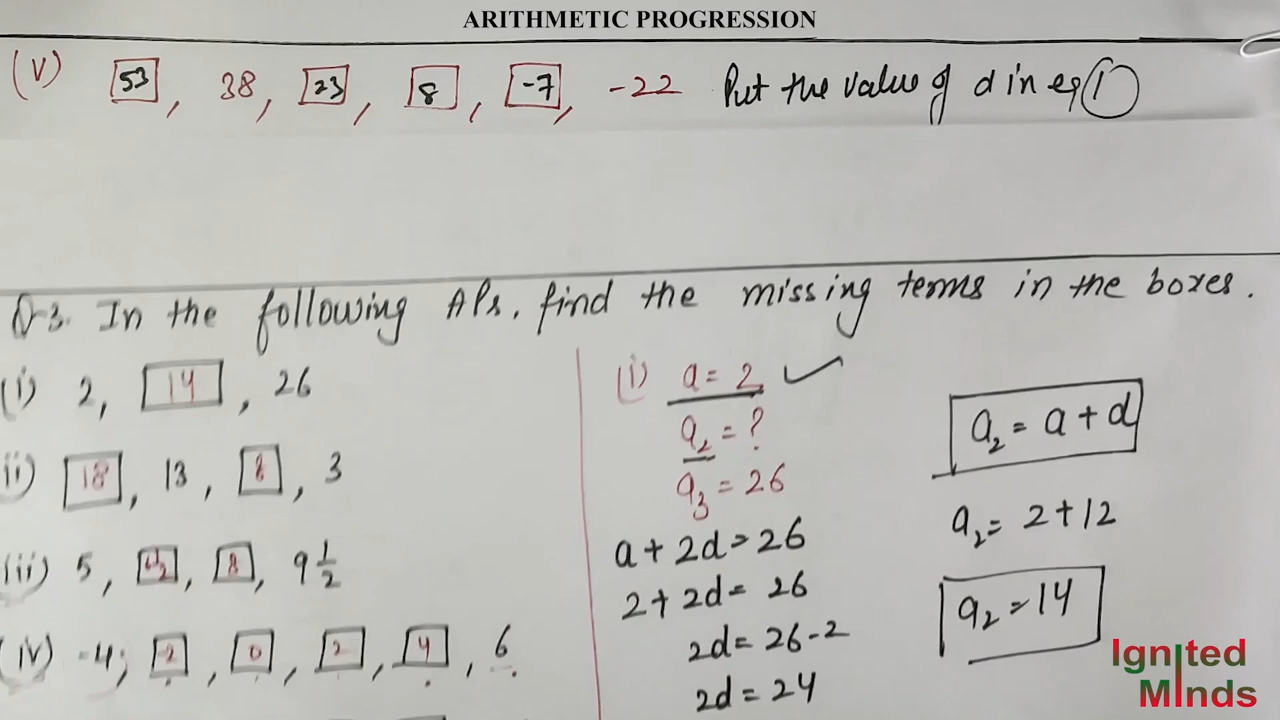 ARITHMETIC PROGRESSION
(v) 53, 38, 23, 8, -7, -22 Put the value of d in eq 1
Q-3. In the following APs, find the missing terms in the boxes.
(i) 2, 14, 26
ii) 18, 13, 8, 3
(iii) 5, , 8, 9 1/2
(iv) -4, -2, 0, 2, 4, 6
(i) a = 2 ✓
a₂ = ?
a₃ = 26
a + 2d = 26
2 + 2d = 26
2d = 26-2
2d = 24
a₂ = a + d
a₂ = 2 + 12
a₂ = 14
Ignited
Minds